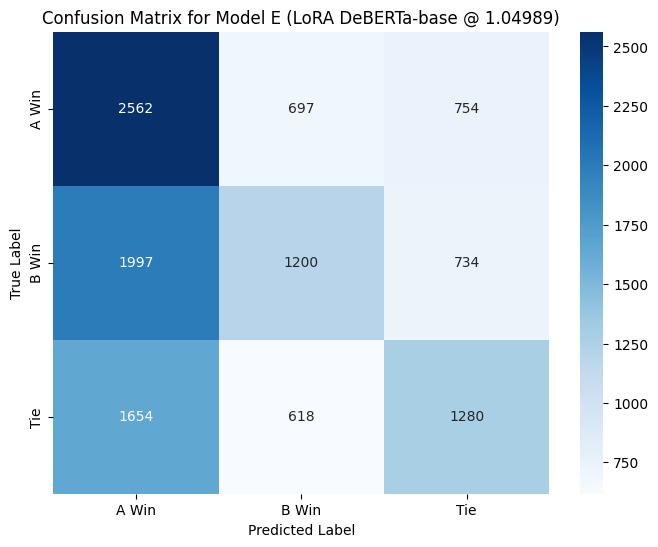 Confusion Matrix for Model E (LoRA DeBERTa-base @ 1.04989)
A Win
2562
697
754
B Win
1997
1200
734
Tie
1654
618
1280
True Label
A Win
B Win
Tie
Predicted Label
2500
2250
2000
1750
1500
1250
1000
750